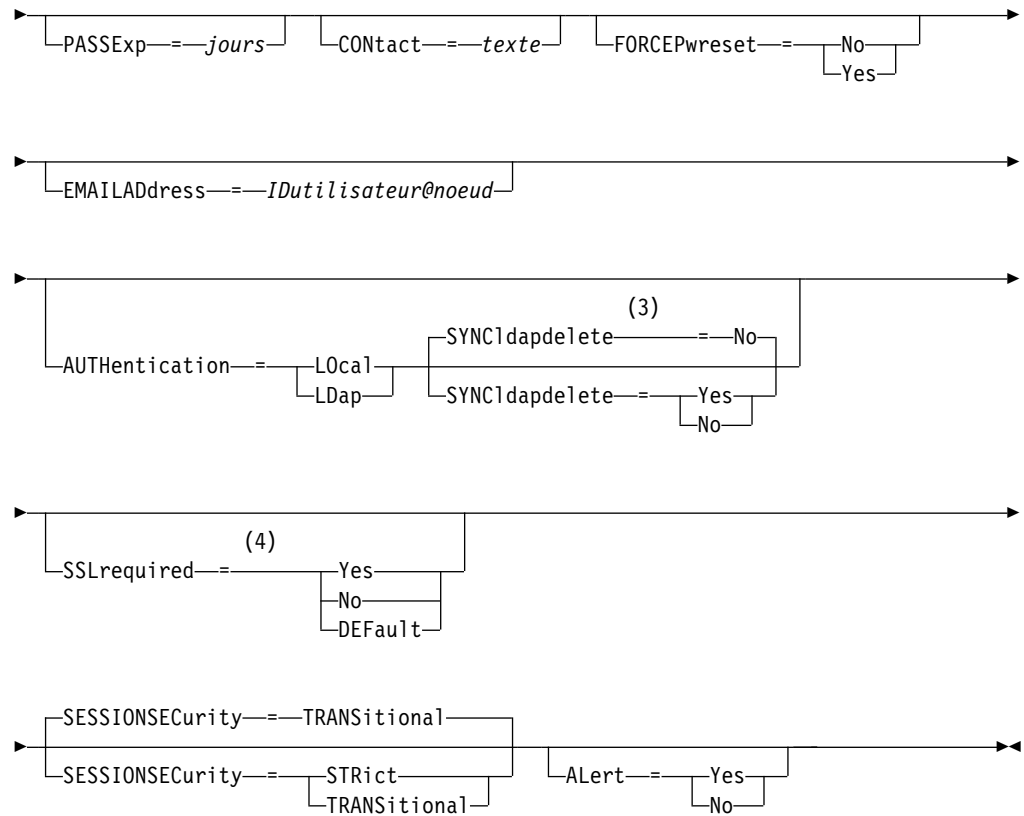 PASSExp = jours CONtact = texte FORCEPwreset = No
Yes
EMAILADdress = IDutilisateur@noeud
(3)
SYNCldapdelete = No
AUTHentication = LOcal
LDap SYNCldapdelete = Yes
No
(4)
SSLrequired = Yes
No
DEFault
SESSIONSECurity = TRANSitional
SESSIONSECurity = STRict ALert = Yes
TRANSitional No